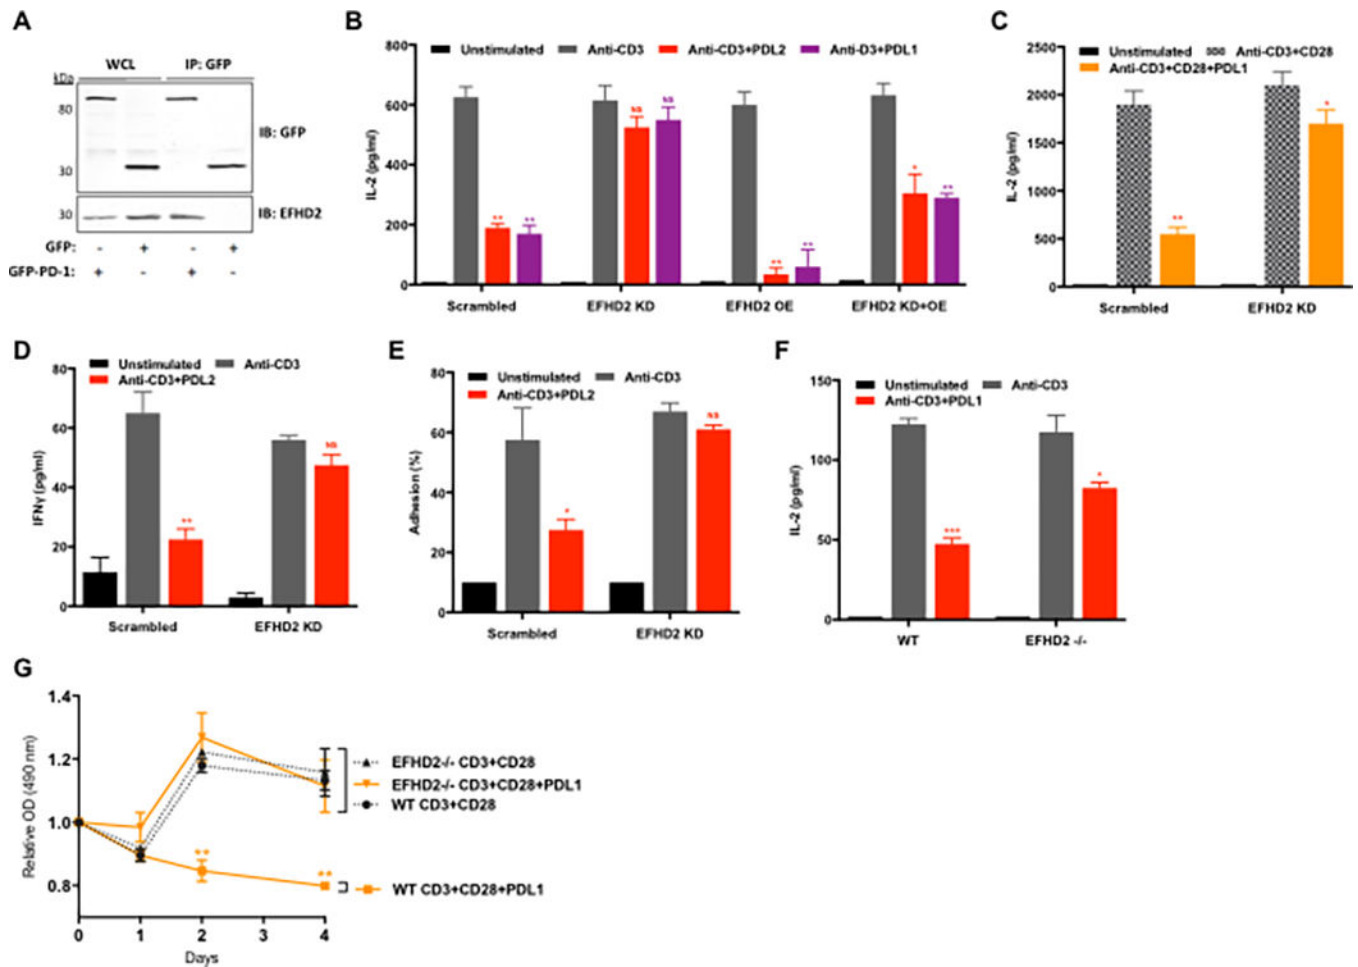 A
WCL IP: GFP
kDa
80
IB: GFP
30
30
IB: EFHD2
GFP: - + - +
GFP-PD-1: + - + -
B
Unstimulated Anti-CD3 Anti-CD3+PDL2 Anti-D3+PDL1
IL-2 (pg/ml)
800
600
400
200
0
** ** NS NS ** ** * **
Scrambled EFHD2 KD EFHD2 OE EFHD2 KD+OE
C
Unstimulated Anti-CD3+CD28
Anti-CD3+CD28+PDL1
IL-2 (pg/ml)
2500
2000
1500
1000
500
0
** *
Scrambled EFHD2 KD
D
Unstimulated Anti-CD3
Anti-CD3+PDL2
IFNγ (pg/ml)
80
60
40
20
0
** NS
Scrambled EFHD2 KD
E
Unstimulated Anti-CD3
Anti-CD3+PDL2
Adhesion (%)
80
60
40
20
0
* NS
Scrambled EFHD2 KD
F
Unstimulated Anti-CD3
Anti-CD3+PDL1
IL-2 (pg/ml)
150
100
50
0
*** *
WT EFHD2 -/-
G
Relative OD (490 nm)
1.4
1.2
1.0
0.8
** **
EFHD2-/- CD3+CD28
EFHD2-/- CD3+CD28+PDL1
WT CD3+CD28
WT CD3+CD28+PDL1
0 1 2 3 4
Days